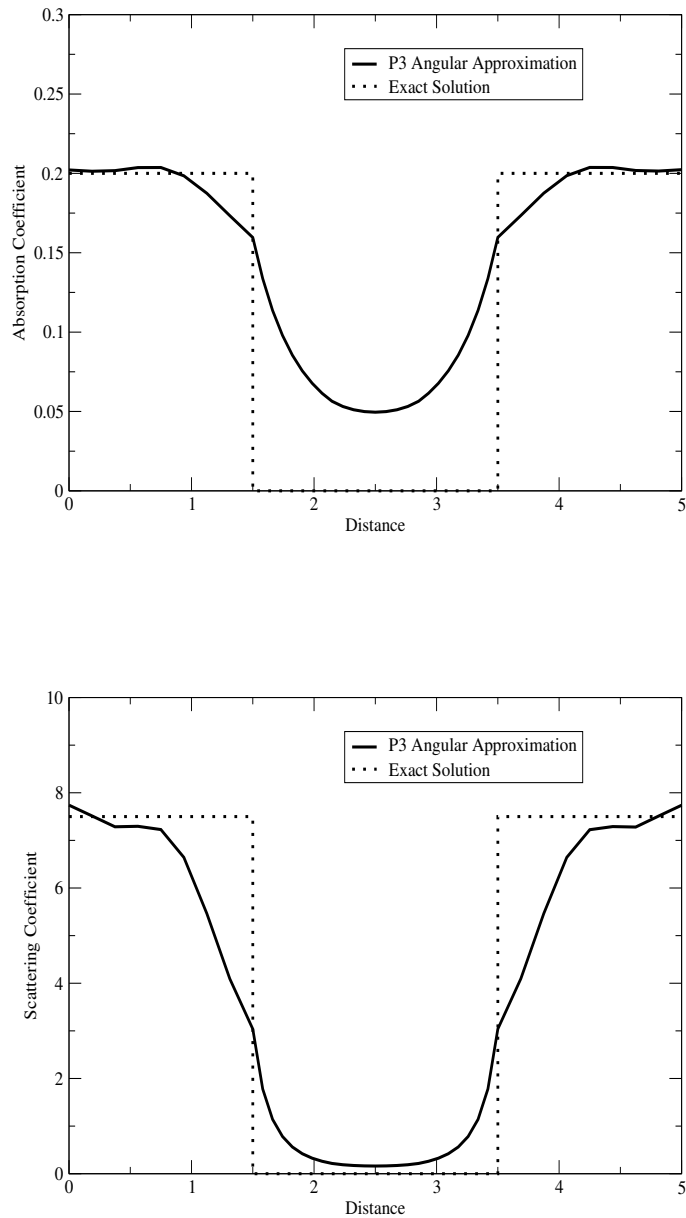 0.3
0.25
0.2
0.15
0.1
0.05
0
Absorption Coefficient
P3 Angular Approximation
Exact Solution
0 1 2 3 4 5
Distance
10
8
6
4
2
0
Scattering Coefficient
P3 Angular Approximation
Exact Solution
0 1 2 3 4 5
Distance